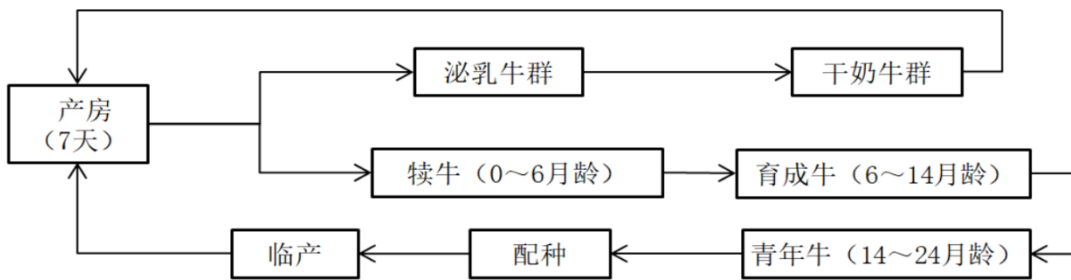 泌乳牛群
干奶牛群
产房
（7天）
犊牛（0～6月龄）
育成牛（6～14月龄）
临产
配种
青年牛（14～24月龄）